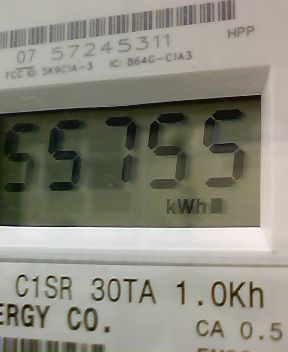 07 57245311
HPP
FCC ID: SK9C1A-3 IC: 864G-C1A3
55755
kWh
C1SR 30TA 1.0Kh
ERGY CO.
CA 0.5